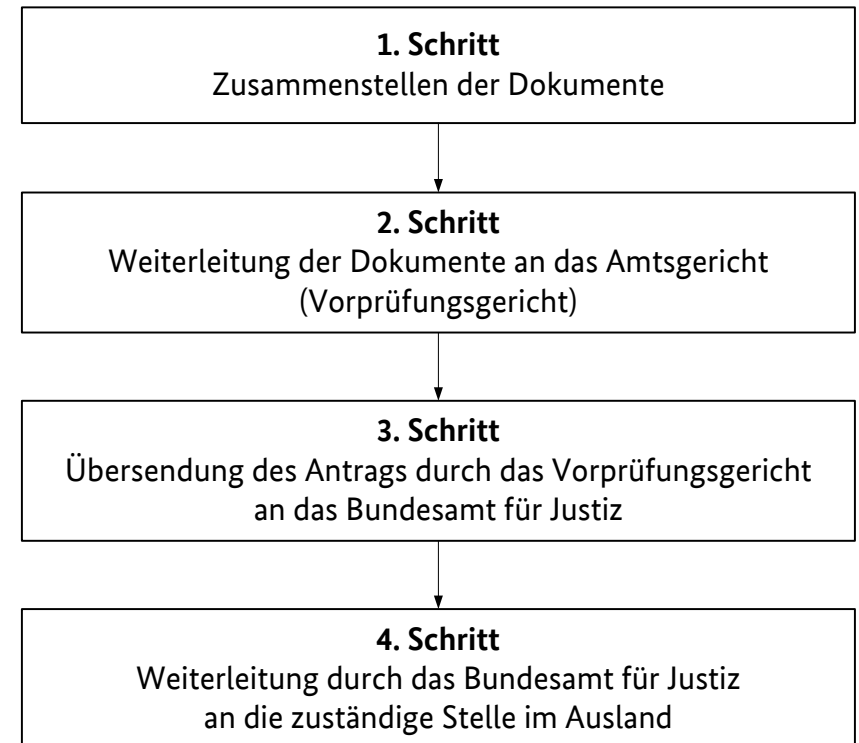 1. Schritt
Zusammenstellen der Dokumente
2. Schritt
Weiterleitung der Dokumente an das Amtsgericht
(Vorprüfungsgericht)
3. Schritt
Übersendung des Antrags durch das Vorprüfungsgericht
an das Bundesamt für Justiz
4. Schritt
Weiterleitung durch das Bundesamt für Justiz
an die zuständige Stelle im Ausland